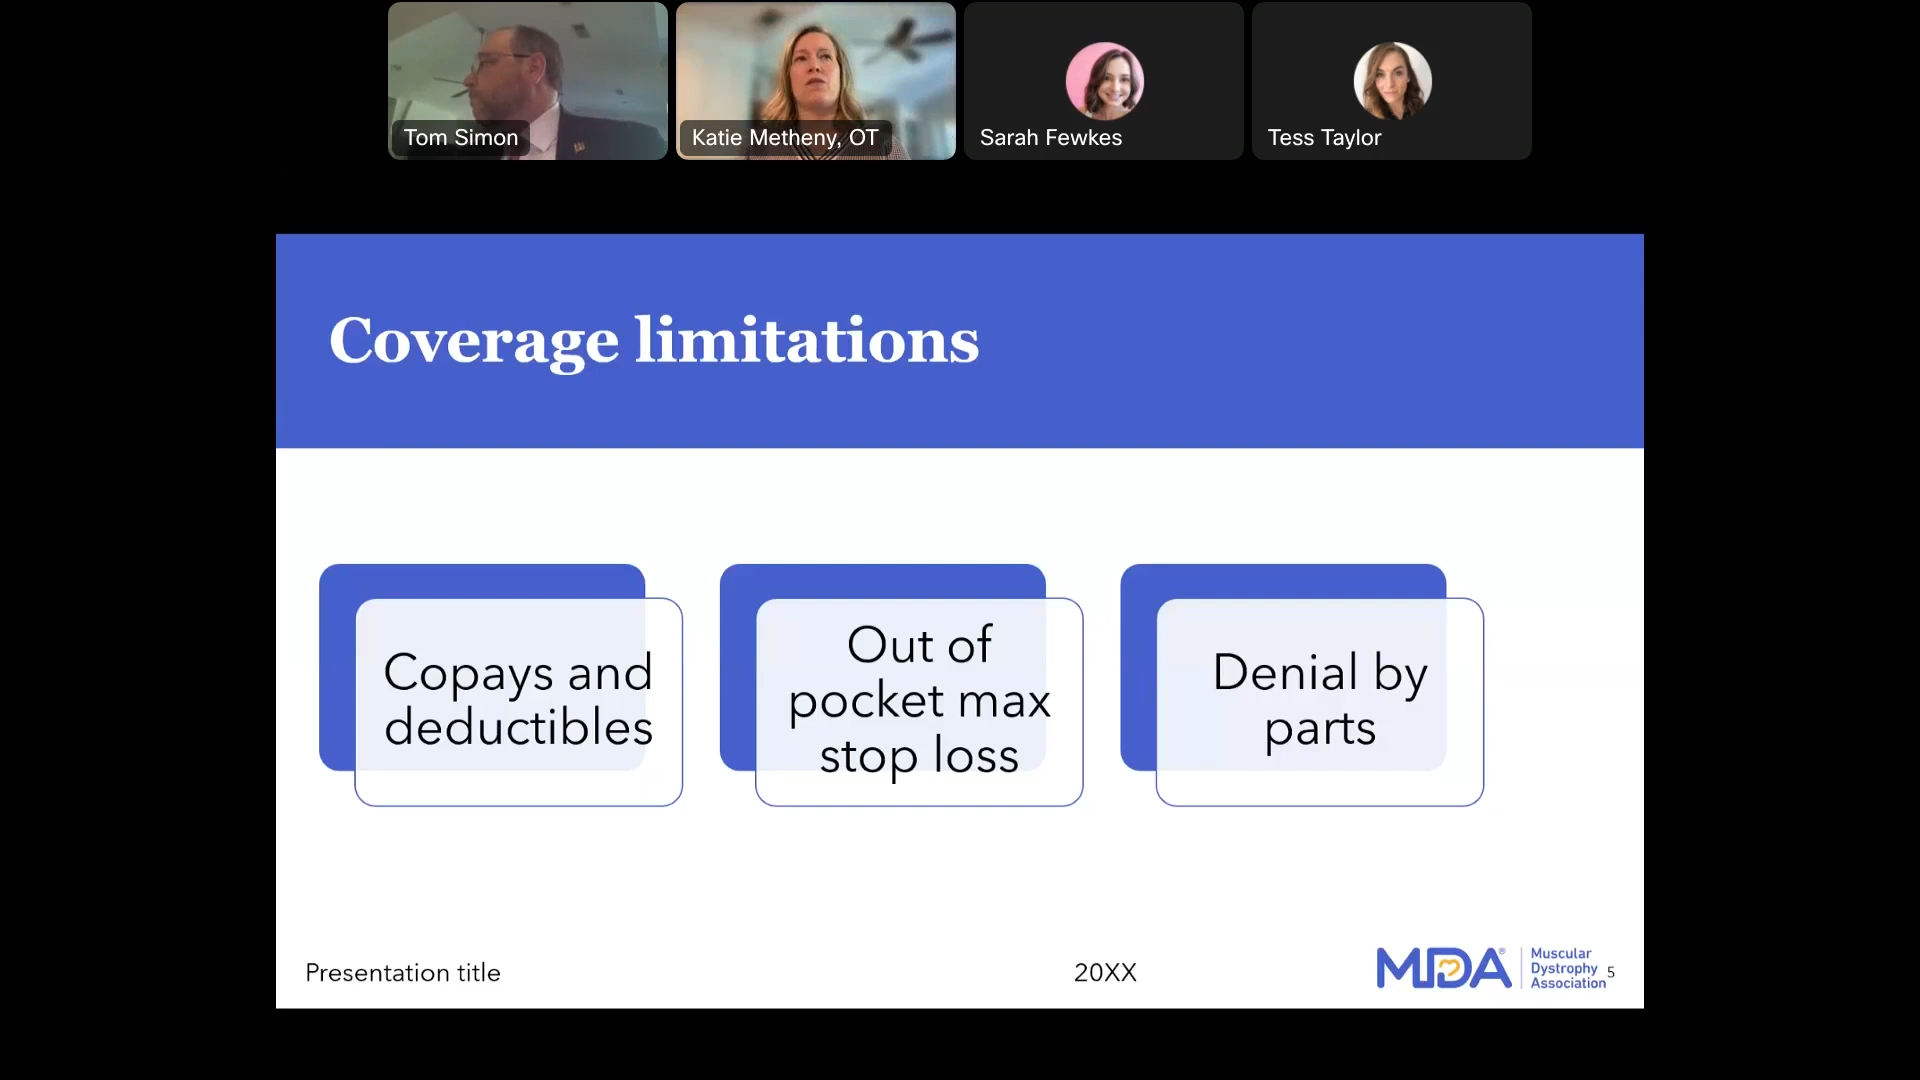 Tom Simon
Katie Metheny, OT
Sarah Fewkes
Tess Taylor
Coverage limitations
Copays and
deductibles
Out of
pocket max
stop loss
Denial by
parts
Presentation title
20XX
MDA®
Muscular
Dystrophy
Association
5